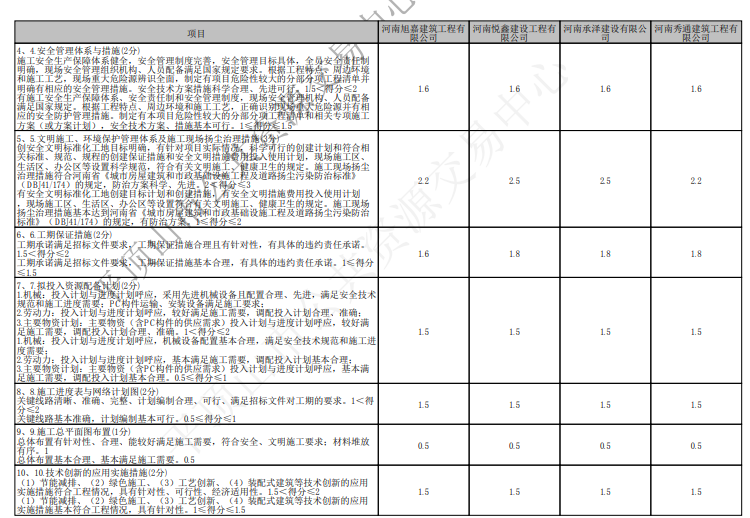 项目 河南旭嘉建筑工程有限公司 河南悦鑫建设工程有限公司 河南承泽建设有限公司 河南秀通建筑工程有限公司
4、4.安全管理体系与措施(2分)
施工安全生产保障体系健全，安全管理制度完善，安全管理目标具体，全员安全责任制
明确，现场安全管理组织机构、人员配备满足国家规定要求。根据工程特点、周边环境
和施工工艺，现场重大危险源辨识全面，制定有项目危险性较大的分部分项工程清单并
明确有相应的安全管理措施。安全技术方案措施科学合理、先进可行。1.5＜得分≤2
有施工安全生产保障体系、安全责任制和安全管理制度，现场安全管理机构、人员配备
满足国家规定。根据工程特点、周边环境和施工工艺，正确识别现场重大危险源并有相
应的安全防护管理措施。制定有本项目危险性较大的分部分项工程清单和相关专项施工
方案（或方案计划），安全技术方案、措施基本可行。1≤得分≤1.5
1.6 1.6 1.6 1.6
5、5.文明施工、环境保护管理体系及施工现场扬尘治理措施(3分)
创安全文明标准化工地目标明确，有针对项目实际情况、科学可行的创建计划和符合相
关标准、规范、规程的创建保证措施和安全文明措施费用投入使用计划，现场施工区、
生活区、办公区等设置科学规范，符合有关文明施工、健康卫生的规定。施工现场扬尘
治理措施符合河南省《城市房屋建筑和市政基础设施工程及道路扬尘污染防治标准》
（DBJ41/174）的规定，防治方案科学、先进。2＜得分≤3
有安全文明标准化工地创建目标计划和创建措施，有安全文明措施费用投入使用计划
，现场施工区、生活区、办公区等设置符合有关文明施工、健康卫生的规定。施工现场
扬尘治理措施基本达到河南省《城市房屋建筑和市政基础设施工程及道路扬尘污染防治
标准》（DBJ41/174）的规定，有防治方案。1≤得分≤2
2.2 2.5 2.5 2.2
6、6.工期保证措施(2分)
工期承诺满足招标文件要求，工期保证措施合理且有针对性，有具体的违约责任承诺。
1.5＜得分≤2
工期承诺满足招标文件要求，工期保证措施基本合理，有具体的违约责任承诺。1≤得分
≤1.5
1.6 1.8 1.8 1.8
7、7.拟投入资源配备计划(2分)
1.机械：投入计划与进度计划呼应，采用先进机械设备且配置合理、先进，满足安全技术
规范和施工进度需要；PC构件运输、安装设备满足施工要求；
2.劳动力：投入计划与进度计划呼应，较好满足施工需要，调配投入计划合理、准确；
3.主要物资计划：主要物资（含PC构件的供应需求）投入计划与进度计划呼应，较好满
足施工需要，调配投入计划合理、准确。1＜得分≤2
1.机械：投入计划与进度计划呼应，机械设备配置基本合理，满足安全技术规范和施工进
度需要；
2.劳动力：投入计划与进度计划呼应，基本满足施工需要，调配投入计划基本合理；
3.主要物资计划：主要物资（含PC构件的供应需求）投入计划与进度计划呼应，基本满
足施工需要，调配投入计划基本合理。0.5≤得分≤1
1.5 1.5 1.5 1.5
8、8.施工进度表与网络计划图(2分)
关键线路清晰、准确、完整、计划编制合理、可行、满足招标文件对工期的要求。1＜得
分≤2
关键线路基本准确，计划编制基本可行。0.5≤得分≤1
1.5 1.5 1.5 1.5
9、9.施工总平面图布置(1分)
总体布置有针对性、合理、能较好满足施工需要，符合安全、文明施工要求；材料堆放
有序。1
总体布置基本合理、基本满足施工需要。0.5
0.5 0.5 0.5 0.5
10、10.技术创新的应用实施措施(2分)
（1）节能减排、（2）绿色施工、（3）工艺创新、（4）装配式建筑等技术创新的应用
实施措施符合工程情况，具有针对性、可行性、经济适用性。1.5＜得分≤2
（1）节能减排、（2）绿色施工、（3）工艺创新、（4）装配式建筑等技术创新的应用
实施措施基本符合工程情况，具有针对性。1≤得分≤1.5
1.5 1.5 1.5 1.5